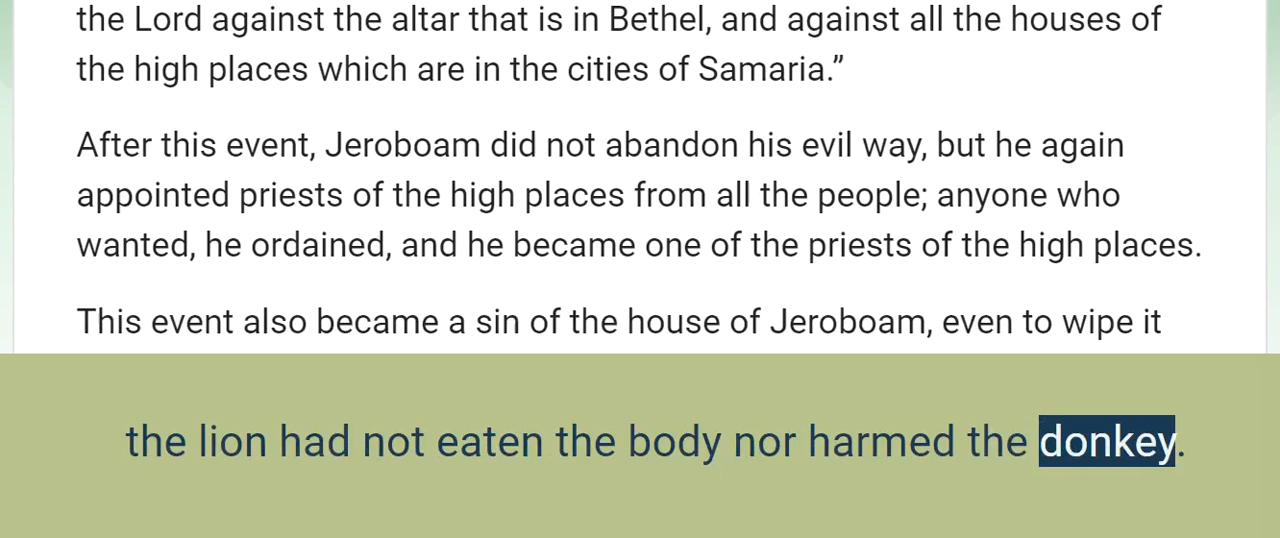 the Lord against the altar that is in Bethel, and against all the houses of
the high places which are in the cities of Samaria.”
After this event, Jeroboam did not abandon his evil way, but he again
appointed priests of the high places from all the people; anyone who
wanted, he ordained, and he became one of the priests of the high places.
This event also became a sin of the house of Jeroboam, even to wipe it
the lion had not eaten the body nor harmed the donkey.